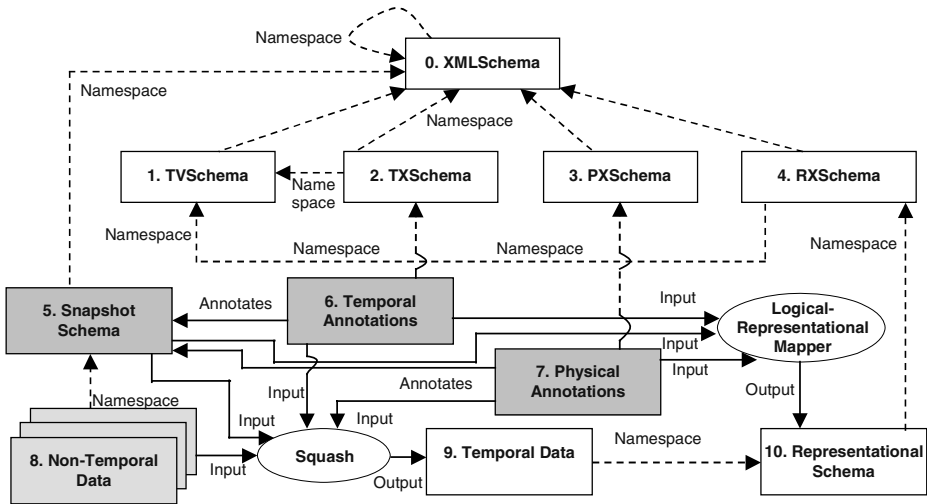 Namespace
0. XMLSchema
Namespace
Namespace
1. TVSchema
2. TXSchema
3. PXSchema
4. RXSchema
Name
space
Namespace
Namespace
Namespace
Namespace
5. Snapshot
Schema
Annotates
6. Temporal
Annotations
Input
Logical-
Representational
Mapper
Input
7. Physical
Annotations
Input
Annotates
Input
Output
Namespace
Input
Input
8. Non-Temporal
Data
Input
Squash
Output
9. Temporal Data
Namespace
10. Representational
Schema